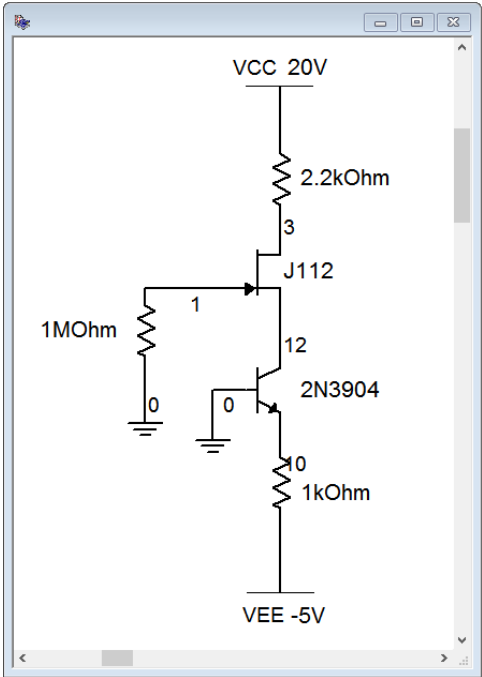 VCC 20V
2.2kOhm
3
J112
1
1MOhm
12
0
0
2N3904
10
1kOhm
VEE -5V